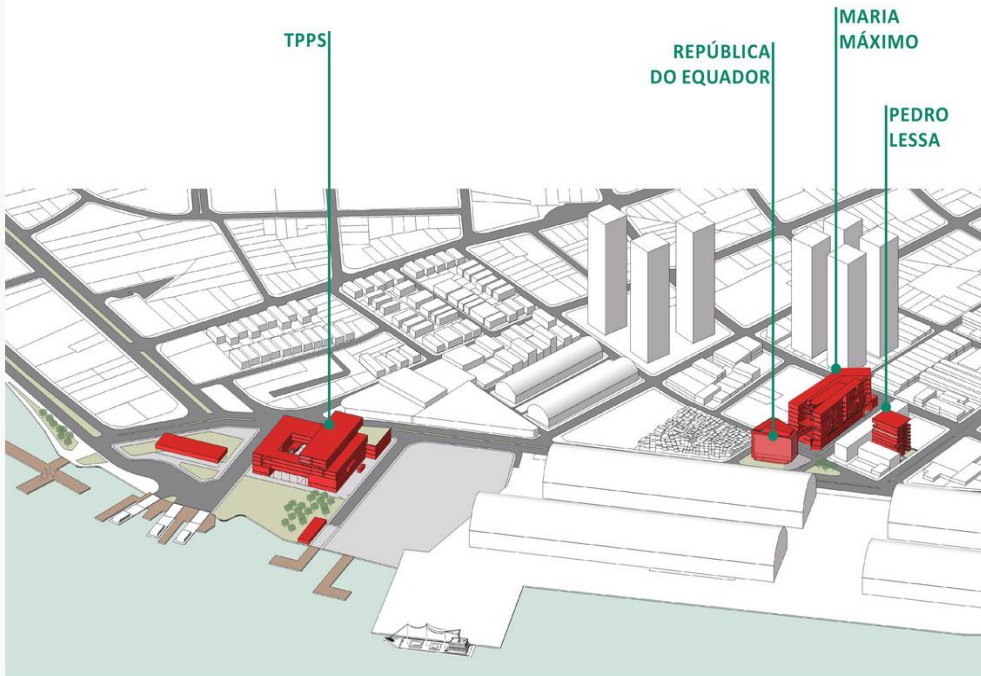 TPPS
REPÚBLICA
DO EQUADOR
MARIA
MÁXIMO
PEDRO
LESSA